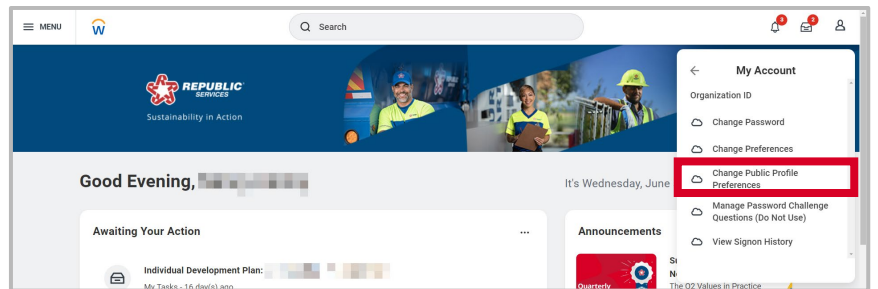 MENU
Search
3
2
REPUBLIC
SERVICES
Sustainability in Action
My Account
Organization ID
Change Password
Change Preferences
Change Public Profile
Preferences
Manage Password Challenge
Questions (Do Not Use)
View Signon History
Good Evening,
It's Wednesday, June
Awaiting Your Action
...
Individual Development Plan:
My Tasks - 16 day(s) ago
Announcements
Quarterly
The Q2 Values in Practice